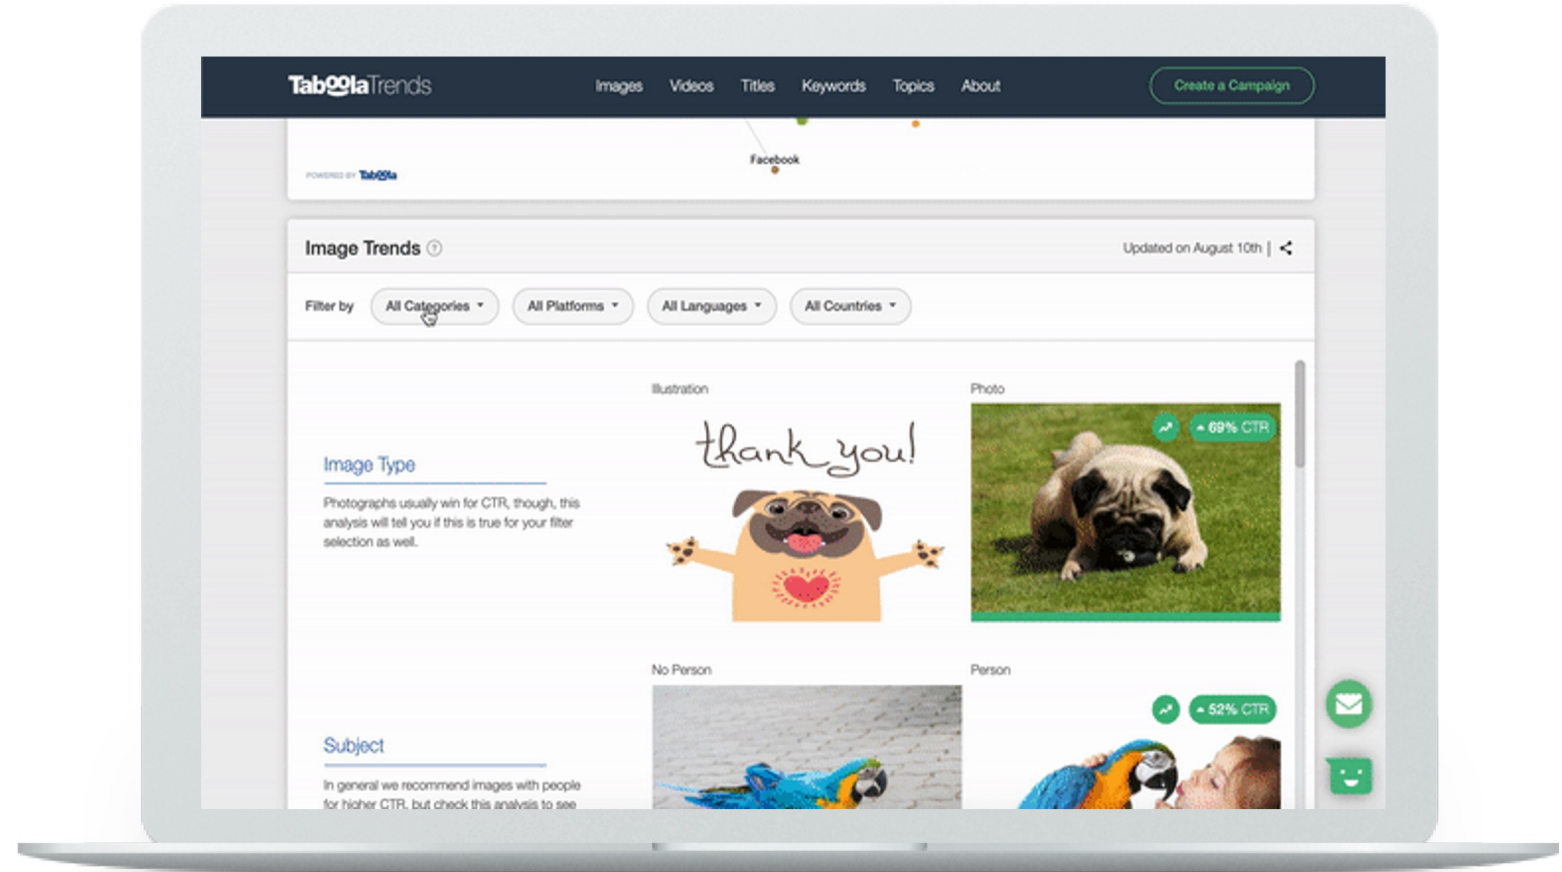 TaboolaTrends
Images Videos Titles Keywords Topics About
Create a Campaign
Facebook
POWERED BY Taboola
Image Trends ?
Updated on August 10th |
Filter by All Categories All Platforms All Languages All Countries
Illustration
Photo
thank you!
69% CTR
Image Type
Photographs usually win for CTR, though, this
analysis will tell you if this is true for your filter
selection as well.
No Person
Person
52% CTR
Subject
In general we recommend images with people
for higher CTR, but check this analysis to see